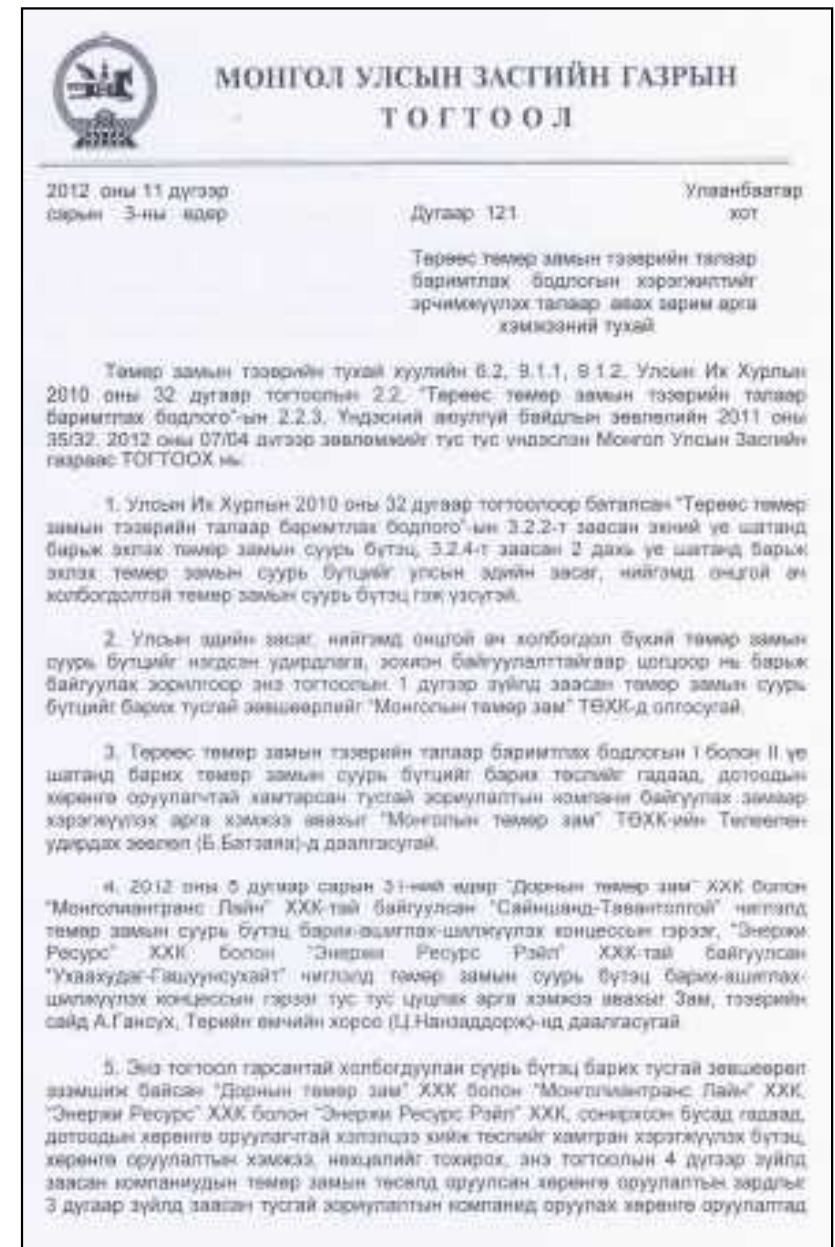 МОНГОЛ УЛСЫН ЗАСГИЙН ГАЗРЫН
ТОГТООЛ
2012 оны 11 дүгээр
сарын 3-ны өдөр
Дугаар 121
Улаанбаатар
хот
Төрөөс төмөр замын тээврийн талаар
баримтлах бодлогын хэрэгжилтийг
эрчимжүүлэх талаар авах зарим арга
хэмжээний тухай
Төмөр замын тээврийн тухай хуулийн 6.2, 9.1.1, 9.1.2, Улсын Их Хурлын
2010 оны 32 дугаар тогтоолын 2.2, "Төрөөс төмөр замын тээврийн талаар
баримтлах бодлого"-ын 2.2.3, Үндэсний аюулгүй байдлын зөвлөлийн 2011 оны
35/32, 2012 оны 07/04 дүгээр зөвлөмжийг тус тус үндэслэн Монгол Улсын Засгийн
газраас ТОГТООХ нь:
1. Улсын Их Хурлын 2010 оны 32 дугаар тогтоолоор баталсан "Төрөөс төмөр
замын тээврийн талаар баримтлах бодлого"-ын 3.2.2-т заасан эхний үе шатанд
барьж эхлэх төмөр замын суурь бүтэц, 3.2.4-т заасан 2 дахь үе шатанд барьж
эхлэх төмөр замын суурь бүтцийг улсын эдийн засаг, нийгэмд онцгой ач
холбогдолтой төмөр замын суурь бүтэц гэж үзсүгэй.
2. Улсын эдийн засаг, нийгэмд онцгой ач холбогдол бүхий төмөр замын
суурь бүтцийг нэгдсэн удирдлага, зохион байгуулалттайгаар цогцоор нь барьж
байгуулах зорилгоор энэ тогтоолын 1 дүгээр зүйлд заасан төмөр замын суурь
бүтцийг барих тусгай зөвшөөрлийг "Монголын төмөр зам" ТӨХК-д олгосугай.
3. Төрөөс төмөр замын тээврийн талаар баримтлах бодлогын I болон II үе
шатанд барих төмөр замын суурь бүтцийг барих төслийг гадаад, дотоодын
хөрөнгө оруулагчтай хамтарсан тусгай зориулалтын компани байгуулах замаар
хэрэгжүүлэх арга хэмжээ авахыг "Монголын төмөр зам" ТӨХК-ийн Төлөөлөн
удирдах зөвлөл (Б.Батзаяа)-д даалгасугай.
4. 2012 оны 5 дугаар сарын 31-ний өдөр "Дорнын төмөр зам" ХХК болон
"Монголиантранс Лайн" ХХК-тай байгуулсан "Сайншанд-Тавантолгой" чиглэлд
төмөр замын суурь бүтэц барих-ашиглах-шилжүүлэх концессын гэрээг, "Энержи
Ресурс" ХХК болон "Энержи Ресурс Рэйл" ХХК-тай байгуулсан
"Ухаахудаг-Гашуунсухайт" чиглэлд төмөр замын суурь бүтэц барих-ашиглах-
шилжүүлэх концессын гэрээг тус тус цуцлах арга хэмжээ авахыг Зам, тээврийн
сайд А.Гансүх, Төрийн өмчийн хороо (Ц.Нанзаддорж)-нд даалгасугай.
5. Энэ тогтоол гарсантай холбогдуулан суурь бүтэц барих тусгай зөвшөөрөл
эзэмшиж байсан "Дорнын төмөр зам" ХХК болон "Монголиантранс Лайн" ХХК,
"Энержи Ресурс" ХХК болон "Энержи Ресурс Рэйл" ХХК, сонирхсон бусад гадаад,
дотоодын хөрөнгө оруулагчтай хэлэлцээ хийж төслийг хамтран хэрэгжүүлэх бүтэц,
хөрөнгө оруулалтын хэмжээ, нөхцөлийг тохирох, энэ тогтоолын 4 дүгээр зүйлд
заасан компаниудын төмөр замын төсөлд оруулсан хөрөнгө оруулалтын зардлыг
3 дугаар зүйлд заасан тусгай зориулалтын компанид оруулах хөрөнгө оруулалтад